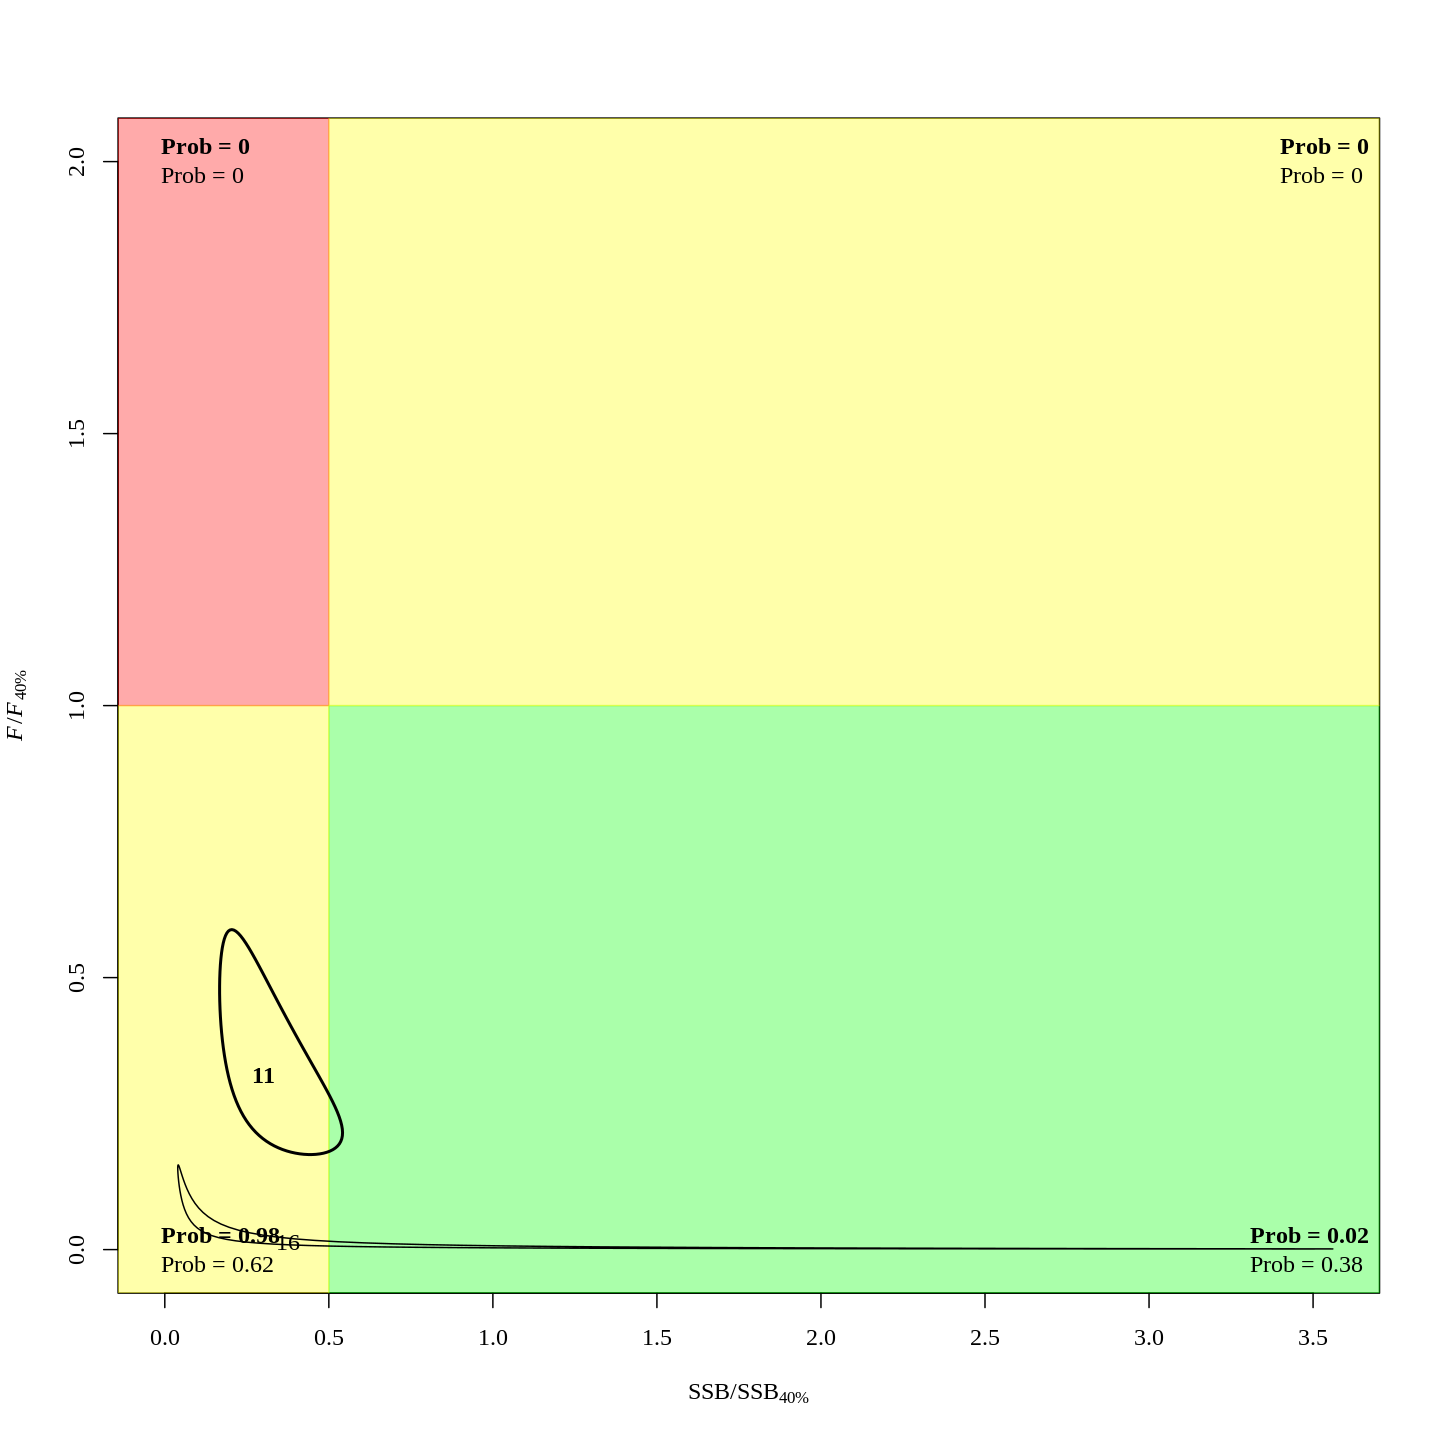 Prob = 0
Prob = 0
Prob = 0
Prob = 0
2.0
1.5
1.0
0.5
0.0
F/F40%
11
16
Prob = 0.98
Prob = 0.62
Prob = 0.02
Prob = 0.38
0.0 0.5 1.0 1.5 2.0 2.5 3.0 3.5
SSB/SSB40%